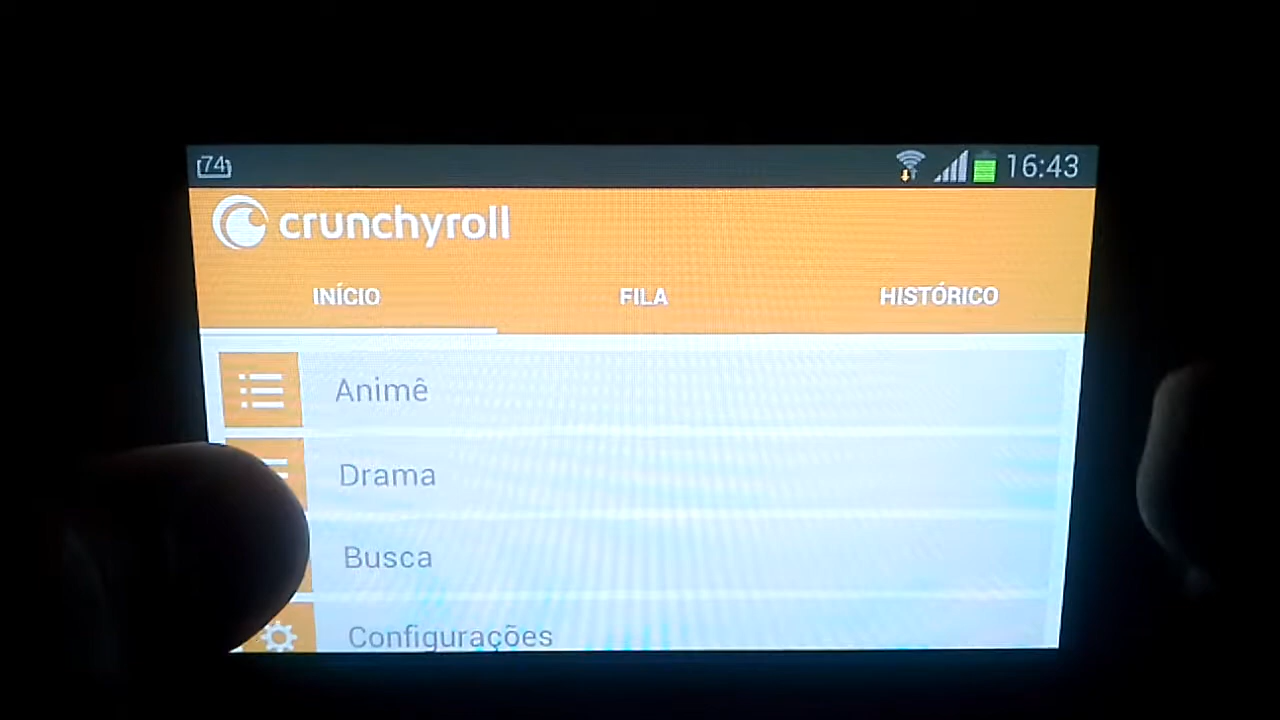 74 16:43
crunchyroll
INÍCIO FILA HISTÓRICO
Animê
Drama
Busca
Configurações